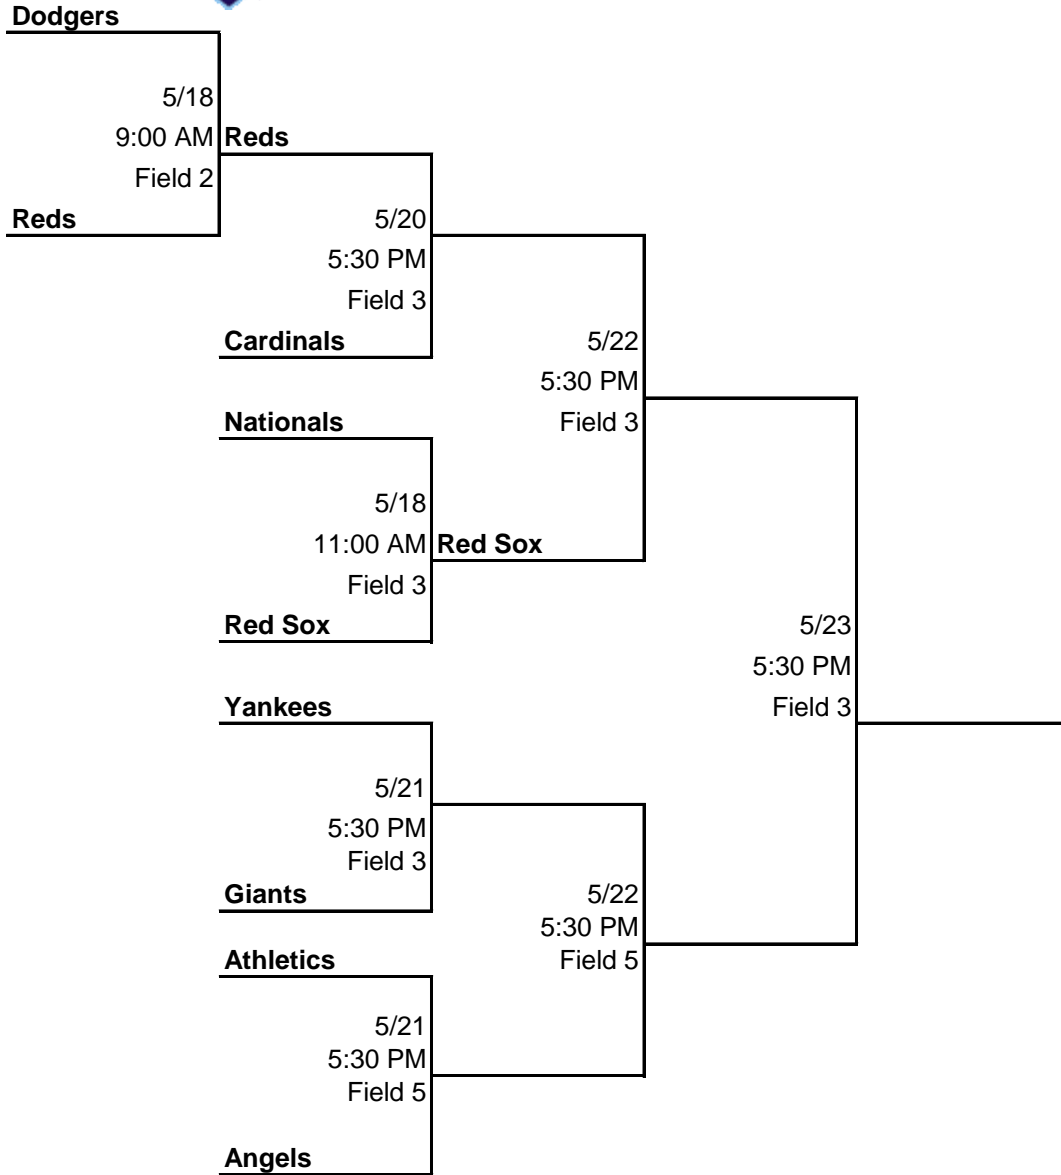 Dodgers
5/18
9:00 AM Reds
Field 2
Reds
5/20
5:30 PM
Field 3
Cardinals
5/22
5:30 PM
Nationals
Field 3
5/18
11:00 AM Red Sox
Field 3
Red Sox
5/23
5:30 PM
Yankees
Field 3
5/21
5:30 PM
Field 3
Giants
5/22
5:30 PM
Athletics
Field 5
5/21
5:30 PM
Field 5
Angels